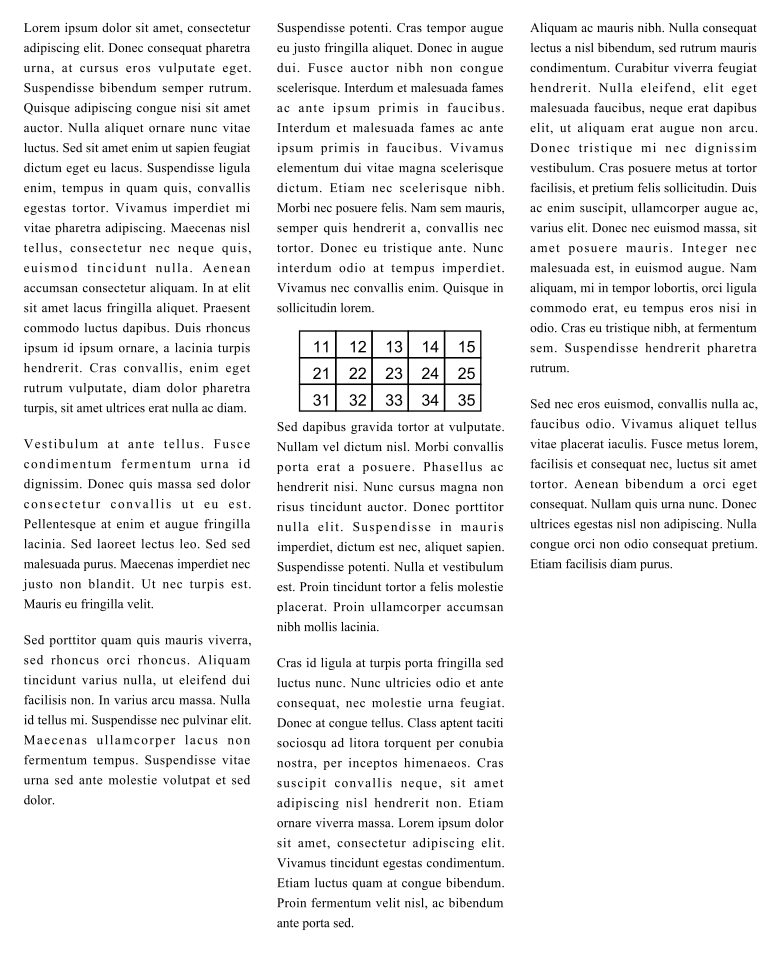 Lorem ipsum dolor sit amet, consectetur
adipiscing elit. Donec consequat pharetra
urna, at cursus eros vulputate eget.
Suspendisse bibendum semper rutrum.
Quisque adipiscing congue nisi sit amet
auctor. Nulla aliquet ornare nunc vitae
luctus. Sed sit amet enim ut sapien feugiat
dictum eget eu lacus. Suspendisse ligula
enim, tempus in quam quis, convallis
egestas tortor. Vivamus imperdiet mi
vitae pharetra adipiscing. Maecenas nisl
tellus, consectetur nec neque quis,
euismod tincidunt nulla. Aenean
accumsan consectetur aliquam. In at elit
sit amet lacus fringilla aliquet. Praesent
commodo luctus dapibus. Duis rhoncus
ipsum id ipsum ornare, a lacinia turpis
hendrerit. Cras convallis, enim eget
rutrum vulputate, diam dolor pharetra
turpis, sit amet ultrices erat nulla ac diam.
Vestibulum at ante tellus. Fusce
condimentum fermentum urna id
dignissim. Donec quis massa sed dolor
consectetur convallis ut eu est.
Pellentesque at enim et augue fringilla
lacinia. Sed laoreet lectus leo. Sed sed
malesuada purus. Maecenas imperdiet nec
justo non blandit. Ut nec turpis est.
Mauris eu fringilla velit.
Sed porttitor quam quis mauris viverra,
sed rhoncus orci rhoncus. Aliquam
tincidunt varius nulla, ut eleifend dui
facilisis non. In varius arcu massa. Nulla
id tellus mi. Suspendisse nec pulvinar elit.
Maecenas ullamcorper lacus non
fermentum tempus. Suspendisse vitae
urna sed ante molestie volutpat et sed
dolor.
Suspendisse potenti. Cras tempor augue
eu justo fringilla aliquet. Donec in augue
dui. Fusce auctor nibh non congue
scelerisque. Interdum et malesuada fames
ac ante ipsum primis in faucibus.
Interdum et malesuada fames ac ante
ipsum primis in faucibus. Vivamus
elementum dui vitae magna scelerisque
dictum. Etiam nec scelerisque nibh.
Morbi nec posuere felis. Nam sem mauris,
semper quis hendrerit a, convallis nec
tortor. Donec eu tristique ante. Nunc
interdum odio at tempus imperdiet.
Vivamus nec convallis enim. Quisque in
sollicitudin lorem.
11 12 13 14 15
21 22 23 24 25
31 32 33 34 35
Sed dapibus gravida tortor at vulputate.
Nullam vel dictum nisl. Morbi convallis
porta erat a posuere. Phasellus ac
hendrerit nisi. Nunc cursus magna non
risus tincidunt auctor. Donec porttitor
nulla elit. Suspendisse in mauris
imperdiet, dictum est nec, aliquet sapien.
Suspendisse potenti. Nulla et vestibulum
est. Proin tincidunt tortor a felis molestie
placerat. Proin ullamcorper accumsan
nibh mollis lacinia.
Cras id ligula at turpis porta fringilla sed
luctus nunc. Nunc ultricies odio et ante
consequat, nec molestie urna feugiat.
Donec at congue tellus. Class aptent taciti
sociosqu ad litora torquent per conubia
nostra, per inceptos himenaeos. Cras
suscipit convallis neque, sit amet
adipiscing nisl hendrerit non. Etiam
ornare viverra massa. Lorem ipsum dolor
sit amet, consectetur adipiscing elit.
Vivamus tincidunt egestas condimentum.
Etiam luctus quam at congue bibendum.
Proin fermentum velit nisl, ac bibendum
ante porta sed.
Aliquam ac mauris nibh. Nulla consequat
lectus a nisl bibendum, sed rutrum mauris
condimentum. Curabitur viverra feugiat
hendrerit. Nulla eleifend, elit eget
malesuada faucibus, neque erat dapibus
elit, ut aliquam erat augue non arcu.
Donec tristique mi nec dignissim
vestibulum. Cras posuere metus at tortor
facilisis, et pretium felis sollicitudin. Duis
ac enim suscipit, ullamcorper augue ac,
varius elit. Donec nec euismod massa, sit
amet posuere mauris. Integer nec
malesuada est, in euismod augue. Nam
aliquam, mi in tempor lobortis, orci ligula
commodo erat, eu tempus eros nisi in
odio. Cras eu tristique nibh, at fermentum
sem. Suspendisse hendrerit pharetra
rutrum.
Sed nec eros euismod, convallis nulla ac,
faucibus odio. Vivamus aliquet tellus
vitae placerat iaculis. Fusce metus lorem,
facilisis et consequat nec, luctus sit amet
tortor. Aenean bibendum a orci eget
consequat. Nullam quis urna nunc. Donec
ultrices egestas nisl non adipiscing. Nulla
congue orci non odio consequat pretium.
Etiam facilisis diam purus.